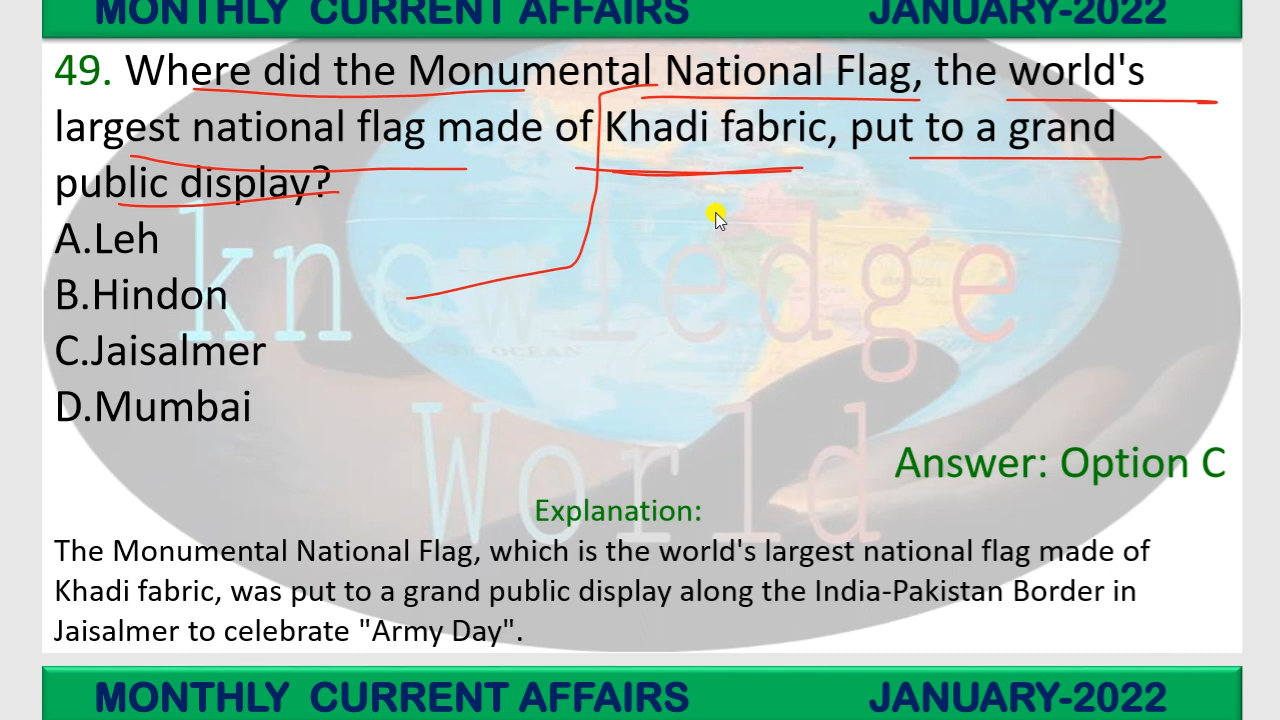 MONTHLY CURRENT AFFAIRS JANUARY-2022
49. Where did the Monumental National Flag, the world's
largest national flag made of Khadi fabric, put to a grand
public display?
A.Leh
B.Hindon
C.Jaisalmer
D.Mumbai
knowledge
World
OCEAN
Answer: Option C
Explanation:
The Monumental National Flag, which is the world's largest national flag made of
Khadi fabric, was put to a grand public display along the India-Pakistan Border in
Jaisalmer to celebrate "Army Day".
MONTHLY CURRENT AFFAIRS JANUARY-2022